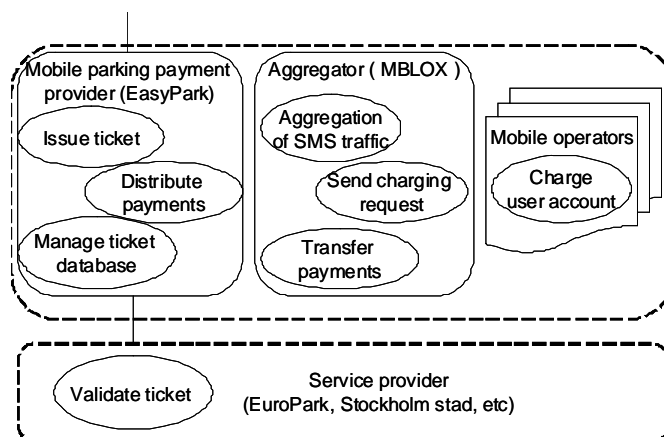 Mobile parking payment
provider (EasyPark)
Issue ticket
Distribute
payments
Manage ticket
database
Aggregator ( MBLOX )
Aggregation
of SMS traffic
Send charging
request
Transfer
payments
Mobile operators
Charge
user account
Validate ticket
Service provider
(EuroPark, Stockholm stad, etc)